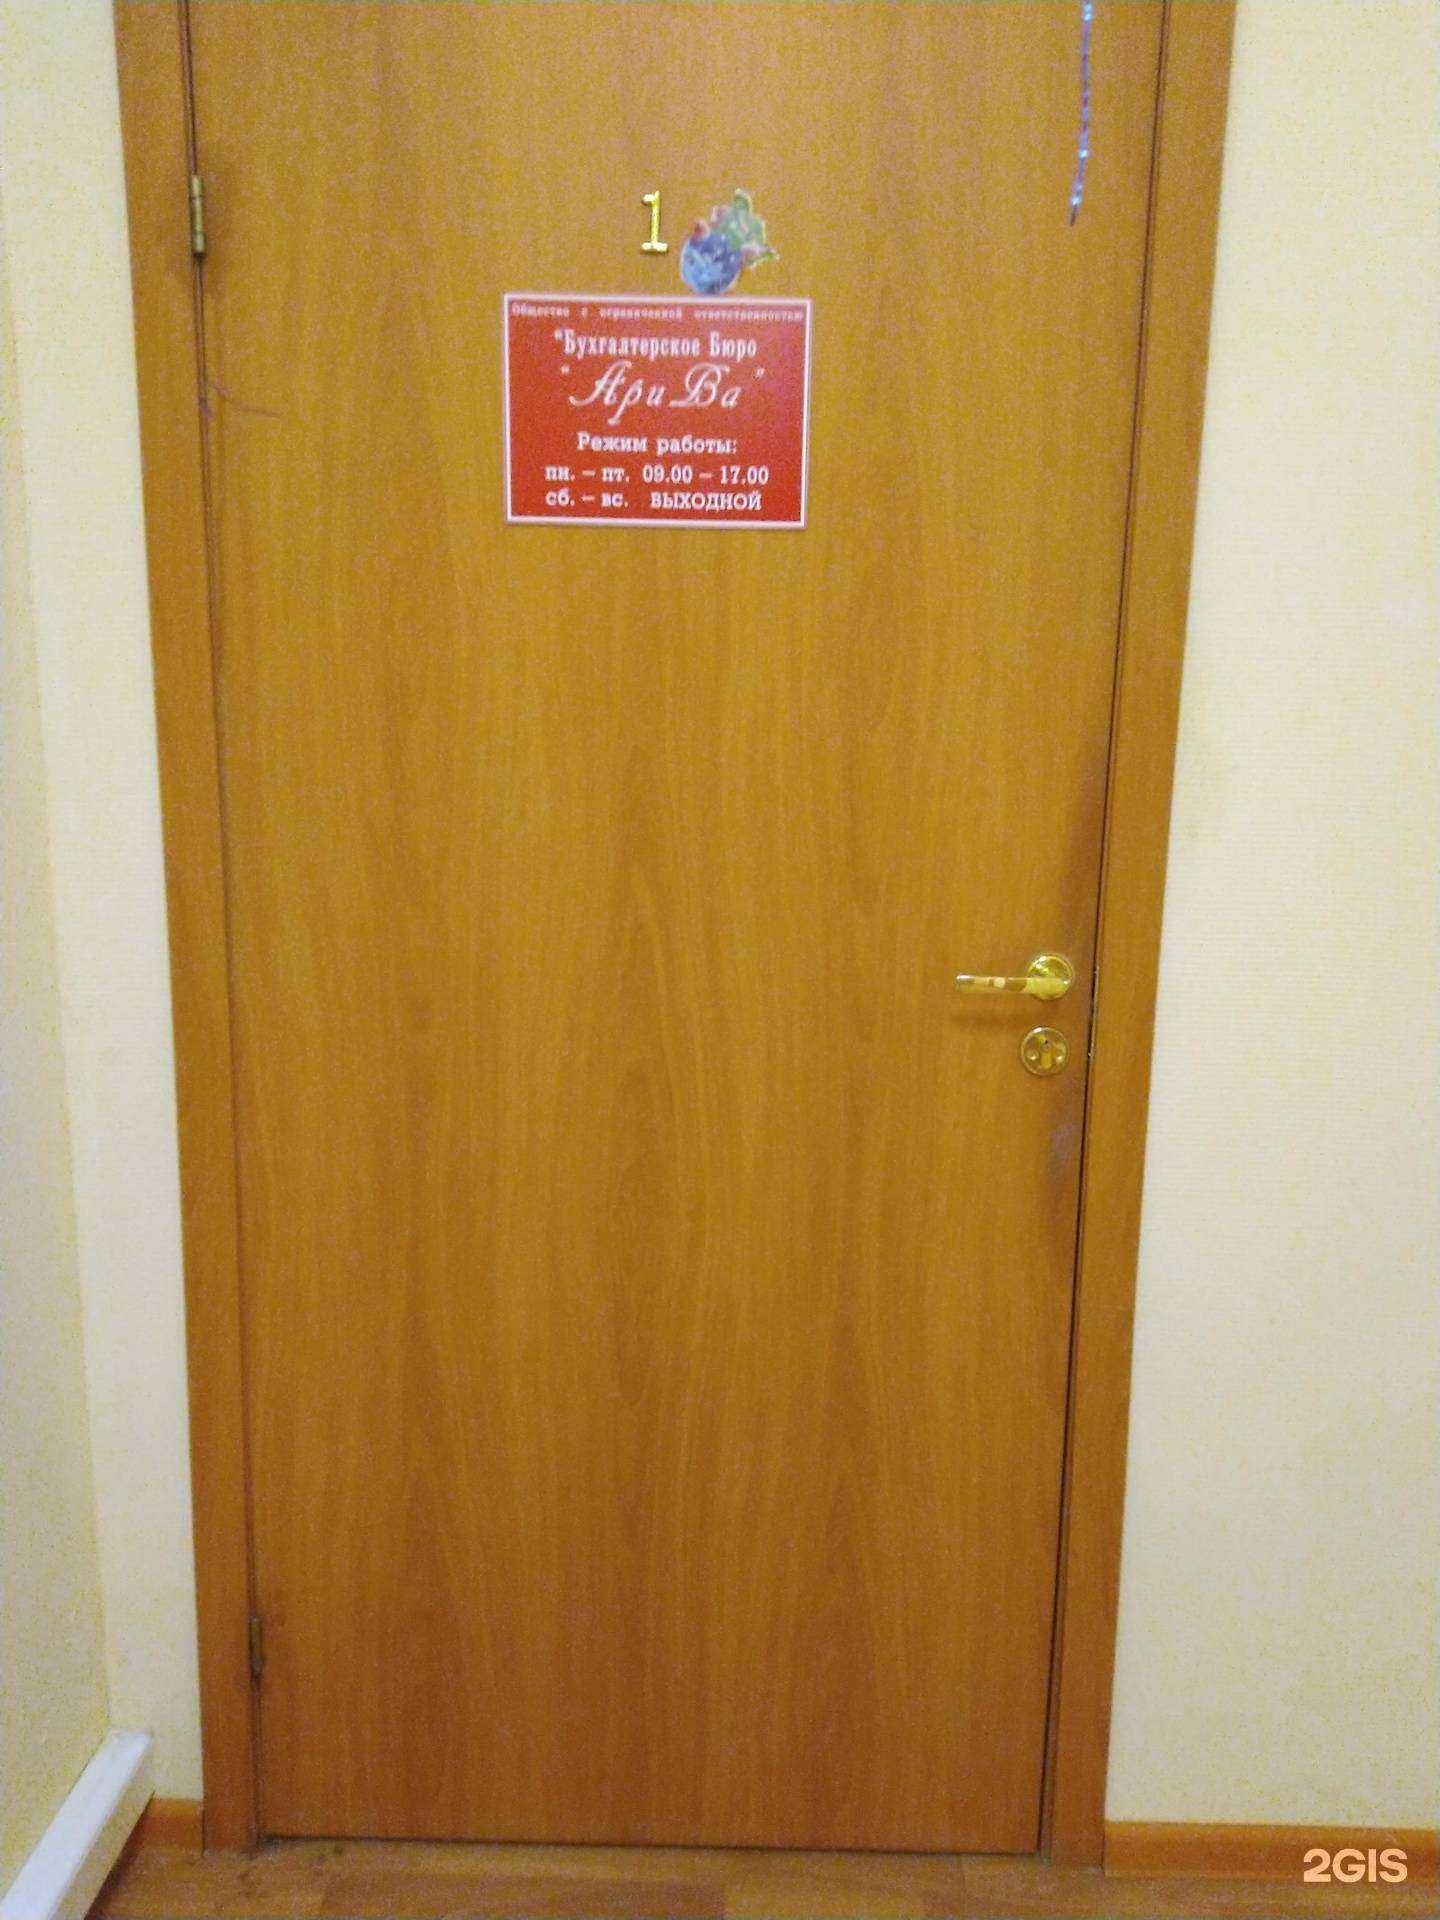 1
Общество с ограниченной ответственностью
"Бухгалтерское Бюро
"АриВа"
Режим работы:
пн. – пт. 09.00 – 17.00
сб. – вс. ВЫХОДНОЙ
2GIS